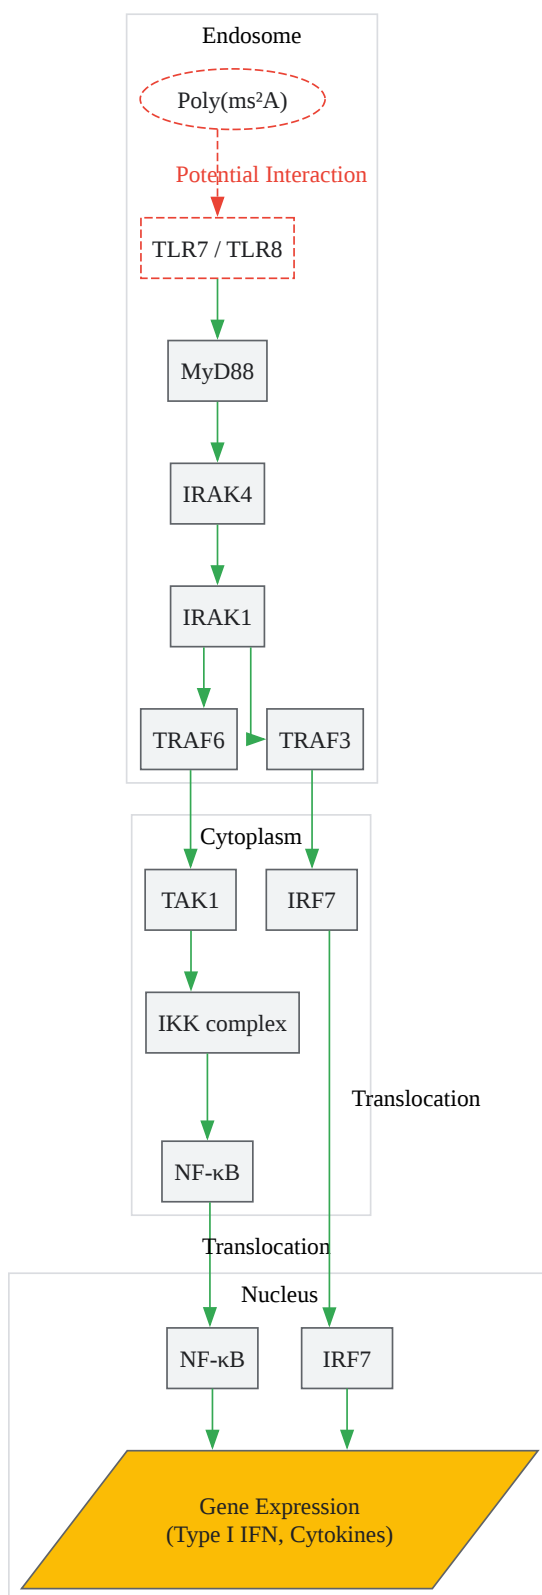 Endosome
Poly(ms²A)
Potential Interaction
TLR7 / TLR8
MyD88
IRAK4
IRAK1
TRAF6
TRAF3
Cytoplasm
TAK1
IRF7
IKK complex
Translocation
NF-κB
Translocation
Nucleus
NF-κB
IRF7
Gene Expression
(Type I IFN, Cytokines)